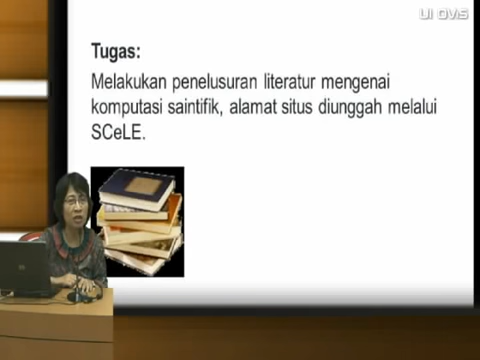 UI OViS
Tugas:
Melakukan penelusuran literatur mengenai
komputasi saintifik, alamat situs diunggah melalui
SCeLE.